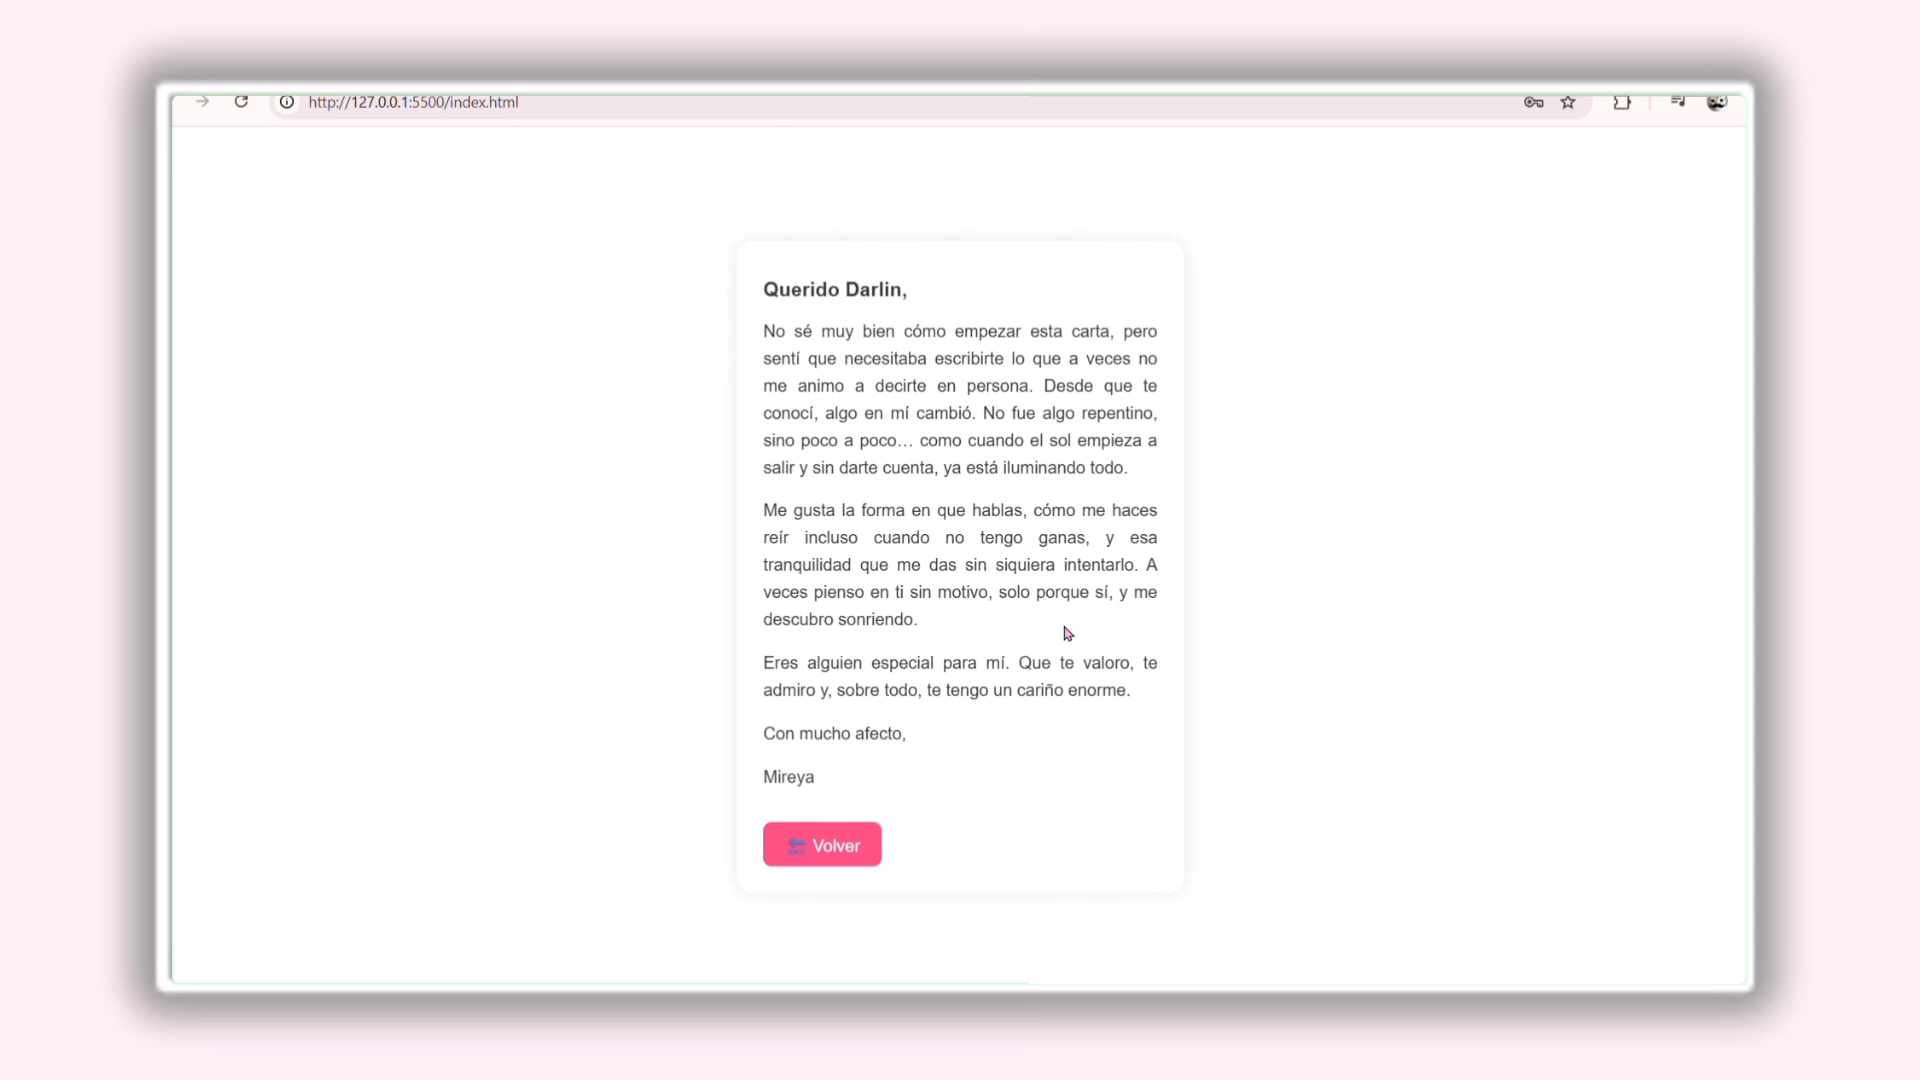 http://127.0.0.1:5500/index.html
Querido Darlin,
No sé muy bien cómo empezar esta carta, pero
sentí que necesitaba escribirte lo que a veces no
me animo a decirte en persona. Desde que te
conocí, algo en mí cambió. No fue algo repentino,
sino poco a poco… como cuando el sol empieza a
salir y sin darte cuenta, ya está iluminando todo.
Me gusta la forma en que hablas, cómo me haces
reír incluso cuando no tengo ganas, y esa
tranquilidad que me das sin siquiera intentarlo. A
veces pienso en ti sin motivo, solo porque sí, y me
descubro sonriendo.
Eres alguien especial para mí. Que te valoro, te
admiro y, sobre todo, te tengo un cariño enorme.
Con mucho afecto,
Mireya
Volver